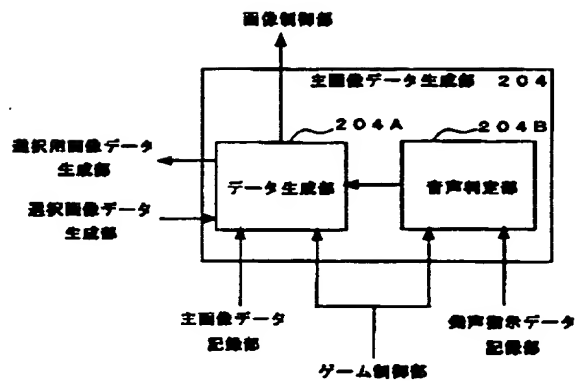 画像制御部
主画像データ生成部 204
204A
204B
選択用画像データ
生成部
データ生成部
音声判定部
選択画像データ
生成部
主画像データ
記録部
発声指示データ
記録部
ゲーム制御部